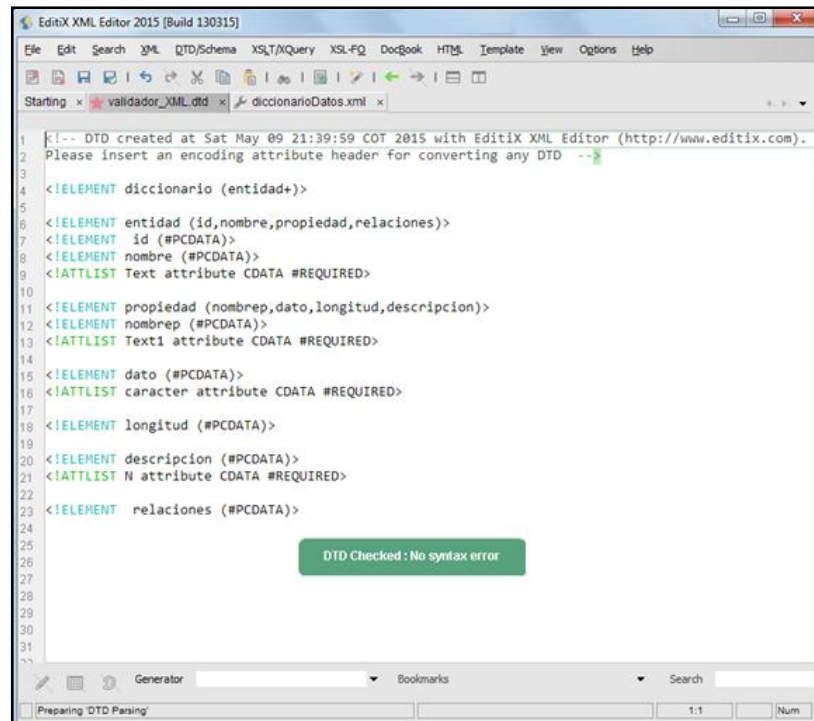 EditiX XML Editor 2015 [Build 130315]
File Edit Search XML DTD/Schema XSLT/XQuery XSL-FO DocBook HTML Template View Options Help
Starting × validador_XML.dtd × diccionarioDatos.xml ×
1 <!-- DTD created at Sat May 09 21:39:59 COT 2015 with EditiX XML Editor (http://www.editix.com).
2 Please insert an encoding attribute header for converting any DTD -->
3
4 <!ELEMENT diccionario (entidad+)>
5
6 <!ELEMENT entidad (id,nombre,propiedad,relaciones)>
7 <!ELEMENT id (#PCDATA)>
8 <!ELEMENT nombre (#PCDATA)>
9 <!ATTLIST Text attribute CDATA #REQUIRED>
10
11 <!ELEMENT propiedad (nombrep,dato,longitud,descripcion)>
12 <!ELEMENT nombrep (#PCDATA)>
13 <!ATTLIST Text1 attribute CDATA #REQUIRED>
14
15 <!ELEMENT dato (#PCDATA)>
16 <!ATTLIST caracter attribute CDATA #REQUIRED>
17
18 <!ELEMENT longitud (#PCDATA)>
19
20 <!ELEMENT descripcion (#PCDATA)>
21 <!ATTLIST N attribute CDATA #REQUIRED>
22
23 <!ELEMENT relaciones (#PCDATA)>
24
25
DTD Checked : No syntax error
26
27
28
29
30
31
Generator Bookmarks Search
Preparing 'DTD Parsing' 1:1 Num